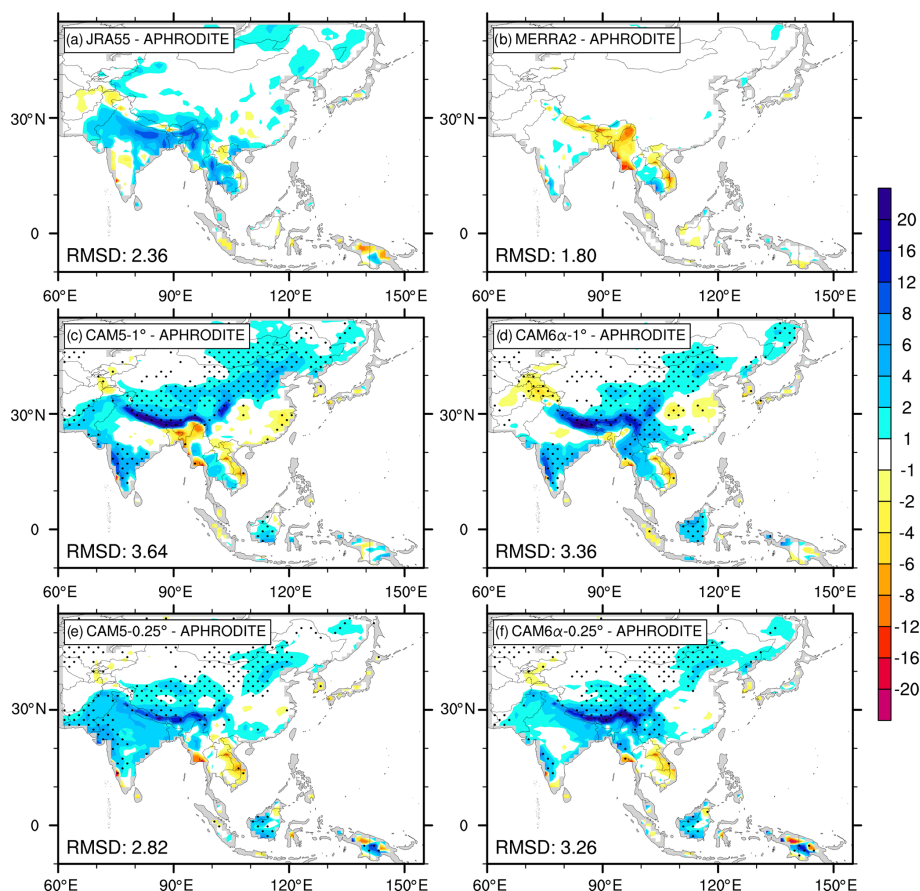 (a) JRA55 - APHRODITE
30°N
0
RMSD: 2.36
60°E 90°E 120°E 150°E
(b) MERRA2 - APHRODITE
30°N
0
RMSD: 1.80
60°E 90°E 120°E 150°E
(c) CAM5-1° - APHRODITE
30°N
0
RMSD: 3.64
60°E 90°E 120°E 150°E
(d) CAM6α-1° - APHRODITE
30°N
0
RMSD: 3.36
60°E 90°E 120°E 150°E
(e) CAM5-0.25° - APHRODITE
30°N
0
RMSD: 2.82
60°E 90°E 120°E 150°E
(f) CAM6α-0.25° - APHRODITE
30°N
0
RMSD: 3.26
60°E 90°E 120°E 150°E
20
16
12
8
6
4
2
1
-1
-2
-4
-6
-8
-12
-16
-20